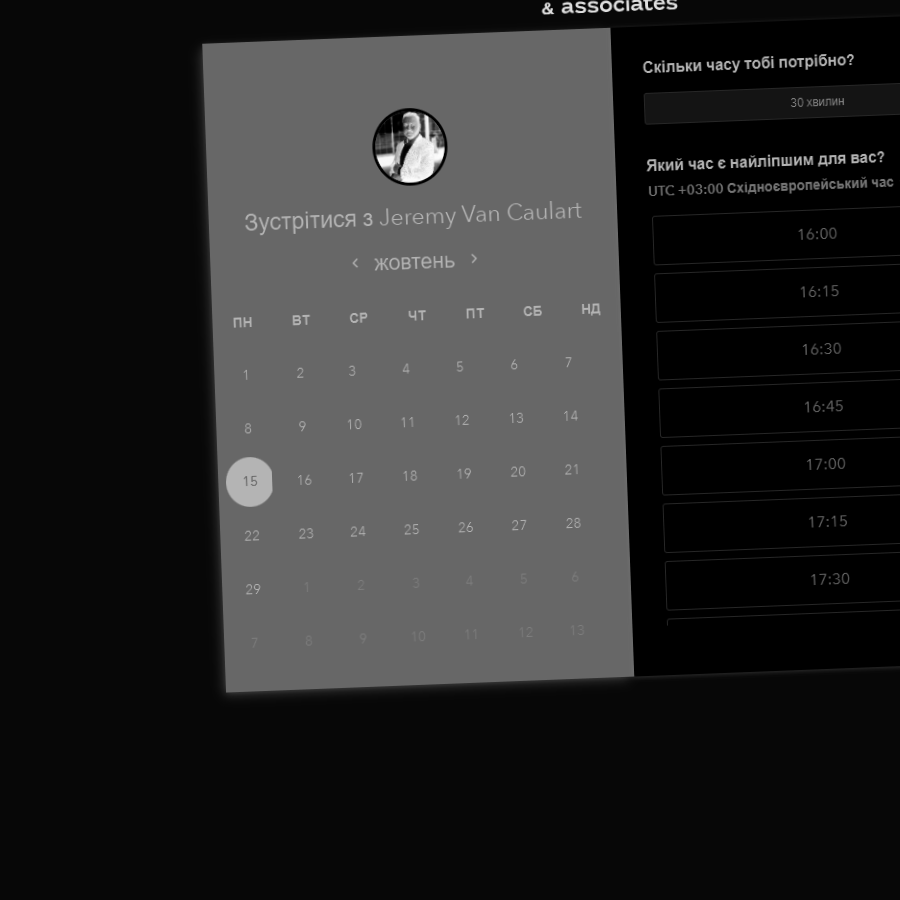 & associates
Зустрітися з Jeremy Van Caulart
‹ жовтень ›
ПН ВТ СР ЧТ ПТ СБ НД
1 2 3 4 5 6 7
8 9 10 11 12 13 14
15 16 17 18 19 20 21
22 23 24 25 26 27 28
29 1 2 3 4 5 6
7 8 9 10 11 12 13
Скільки часу тобі потрібно?
30 хвилин
Який час є найліпшим для вас?
UTC +03:00 Східноєвропейський час
16:00
16:15
16:30
16:45
17:00
17:15
17:30